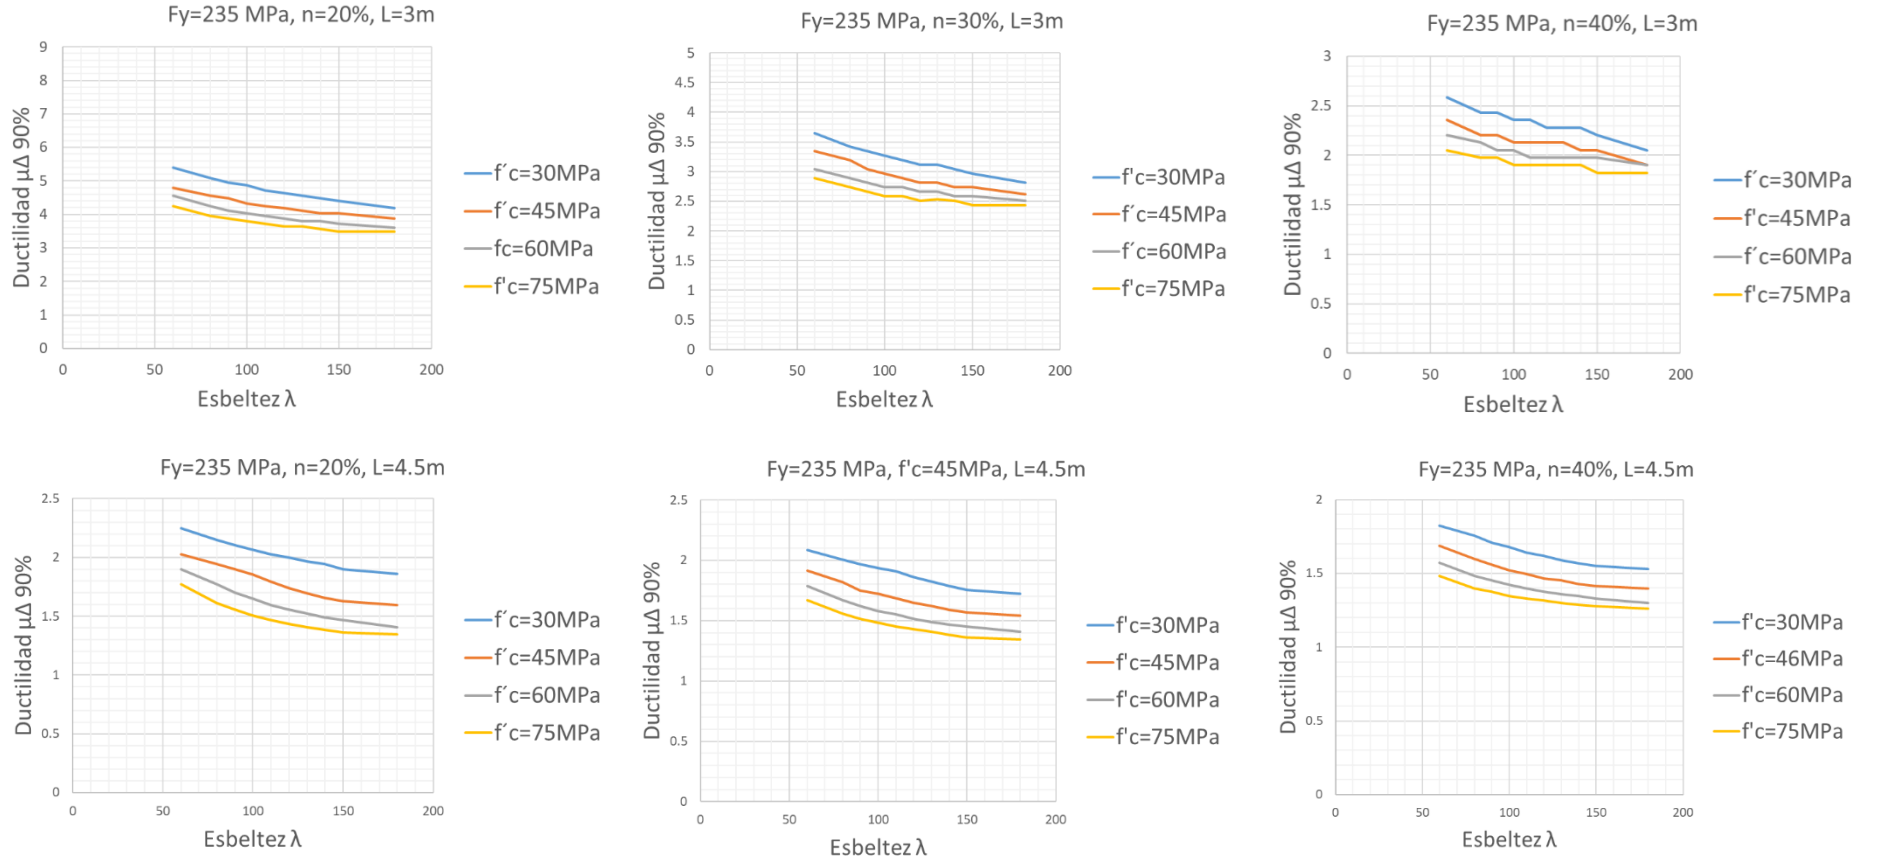 Fy=235 MPa, n=20%, L=3m
Ductilidad μΔ 90%
9
8
7
6
5
4
3
2
1
0
0 50 100 150 200
Esbeltez λ
f´c=30MPa
f´c=45MPa
fc=60MPa
f'c=75MPa
Fy=235 MPa, n=30%, L=3m
Ductilidad μΔ 90%
5
4.5
4
3.5
3
2.5
2
1.5
1
0.5
0
0 50 100 150 200
Esbeltez λ
f'c=30MPa
f´c=45MPa
f´c=60MPa
f'c=75MPa
Fy=235 MPa, n=40%, L=3m
Ductilidad μΔ 90%
3
2.5
2
1.5
1
0.5
0
0 50 100 150 200
Esbeltez λ
f´c=30MPa
f'c=45MPa
f´c=60MPa
f'c=75MPa
Fy=235 MPa, n=20%, L=4.5m
Ductilidad μΔ 90%
2.5
2
1.5
1
0.5
0
0 50 100 150 200
Esbeltez λ
f´c=30MPa
f´c=45MPa
f´c=60MPa
f´c=75MPa
Fy=235 MPa, f'c=45MPa, L=4.5m
Ductilidad μΔ 90%
2.5
2
1.5
1
0.5
0
0 50 100 150 200
Esbeltez λ
f'c=30MPa
f'c=45MPa
f'c=60MPa
f'c=75MPa
Fy=235 MPa, n=40%, L=4.5m
Ductilidad μΔ 90%
2
1.5
1
0.5
0
0 50 100 150 200
Esbeltez λ
f'c=30MPa
f'c=46MPa
f'c=60MPa
f'c=75MPa